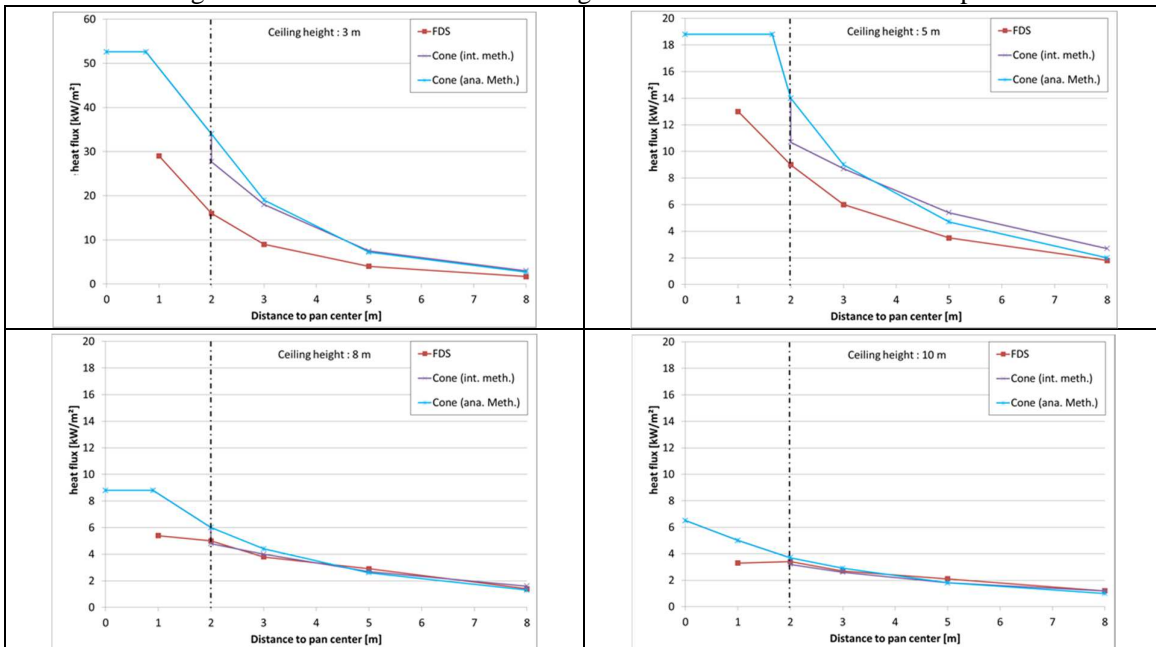 Ceiling height : 3 m
FDS
Cone (int. meth.)
Cone (ana. Meth.)
heat flux [kW/m²]
60
50
40
30
20
10
0
0 1 2 3 4 5 6 7 8
Distance to pan center [m]
Ceiling height : 5 m
FDS
Cone (int. meth.)
Cone (ana. Meth.)
heat flux [kW/m²]
20
18
16
14
12
10
8
6
4
2
0
0 1 2 3 4 5 6 7 8
Distance to pan center [m]
Ceiling height : 8 m
FDS
Cone (int. meth.)
Cone (ana. Meth.)
heat flux [kW/m²]
20
18
16
14
12
10
8
6
4
2
0
0 1 2 3 4 5 6 7 8
Distance to pan center [m]
Ceiling height : 10 m
FDS
Cone (int. meth.)
Cone (ana. Meth.)
heat flux [kW/m²]
20
18
16
14
12
10
8
6
4
2
0
0 1 2 3 4 5 6 7 8
Distance to pan center [m]